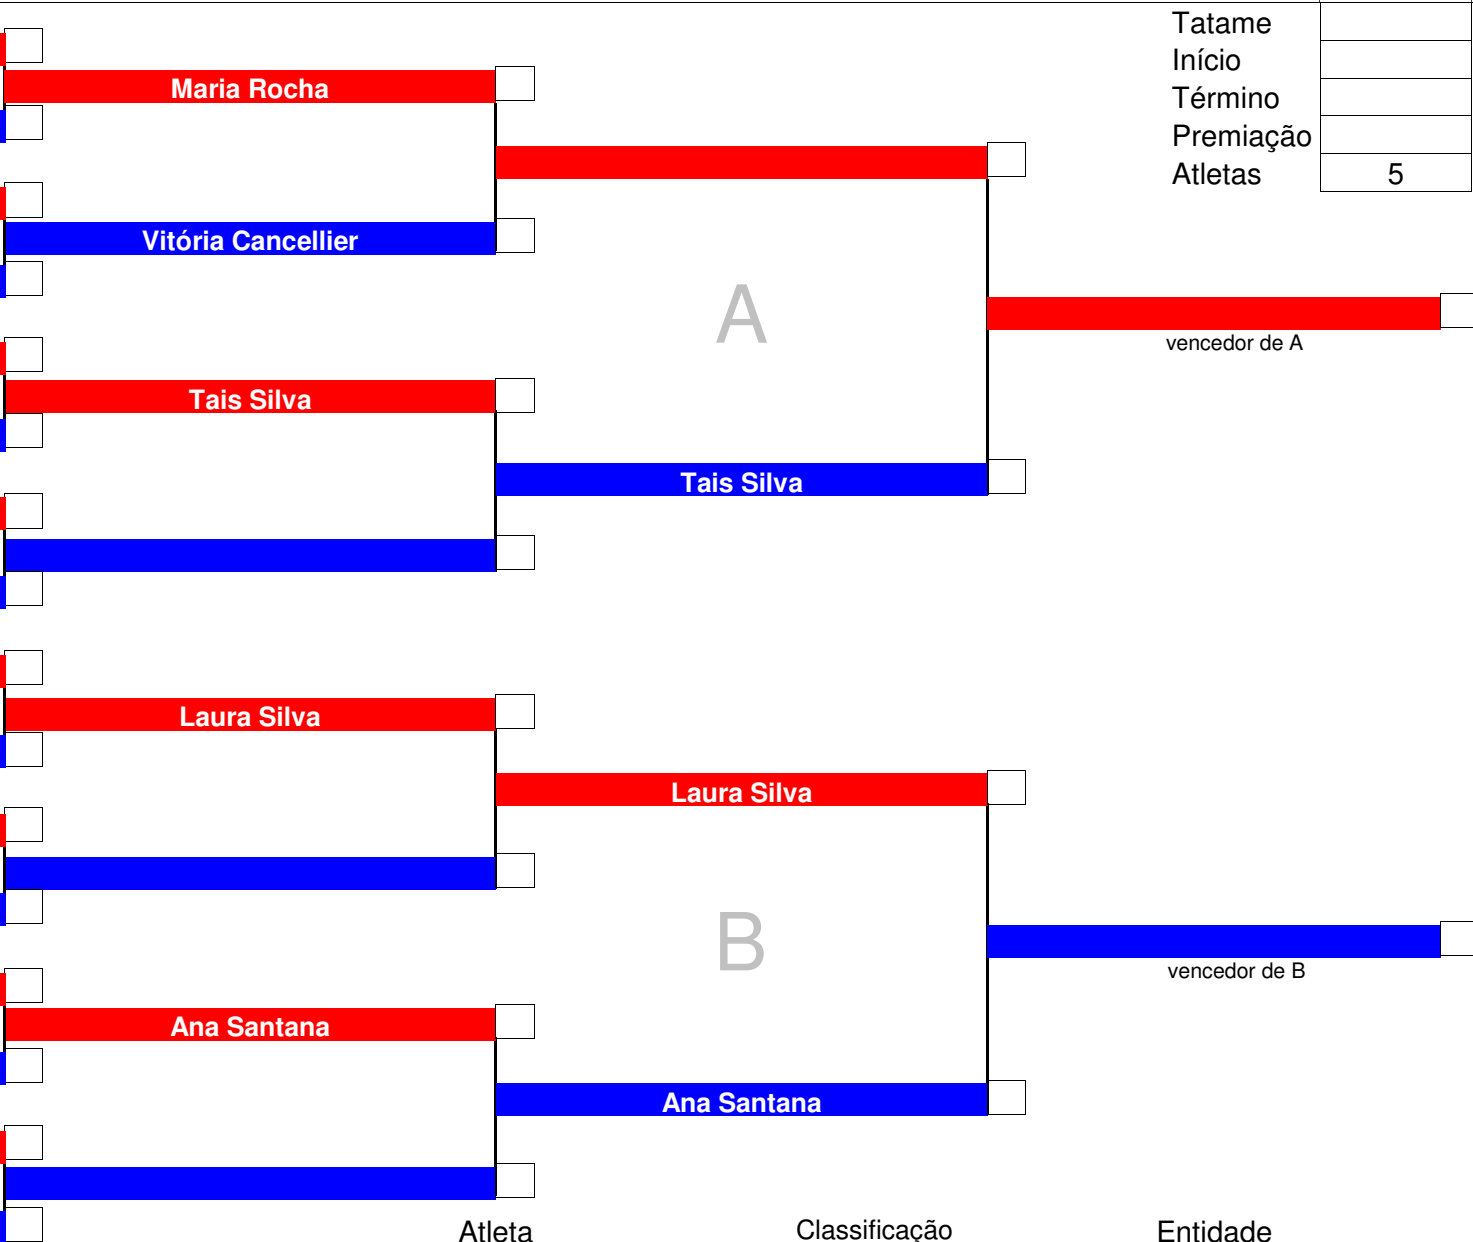 Tatame
Início
Término
Premiação
Atletas 5
Maria Rocha
Vitória Cancellier
A
vencedor de A
Tais Silva
Tais Silva
Laura Silva
Laura Silva
B
vencedor de B
Ana Santana
Ana Santana
Atleta Classificação Entidade